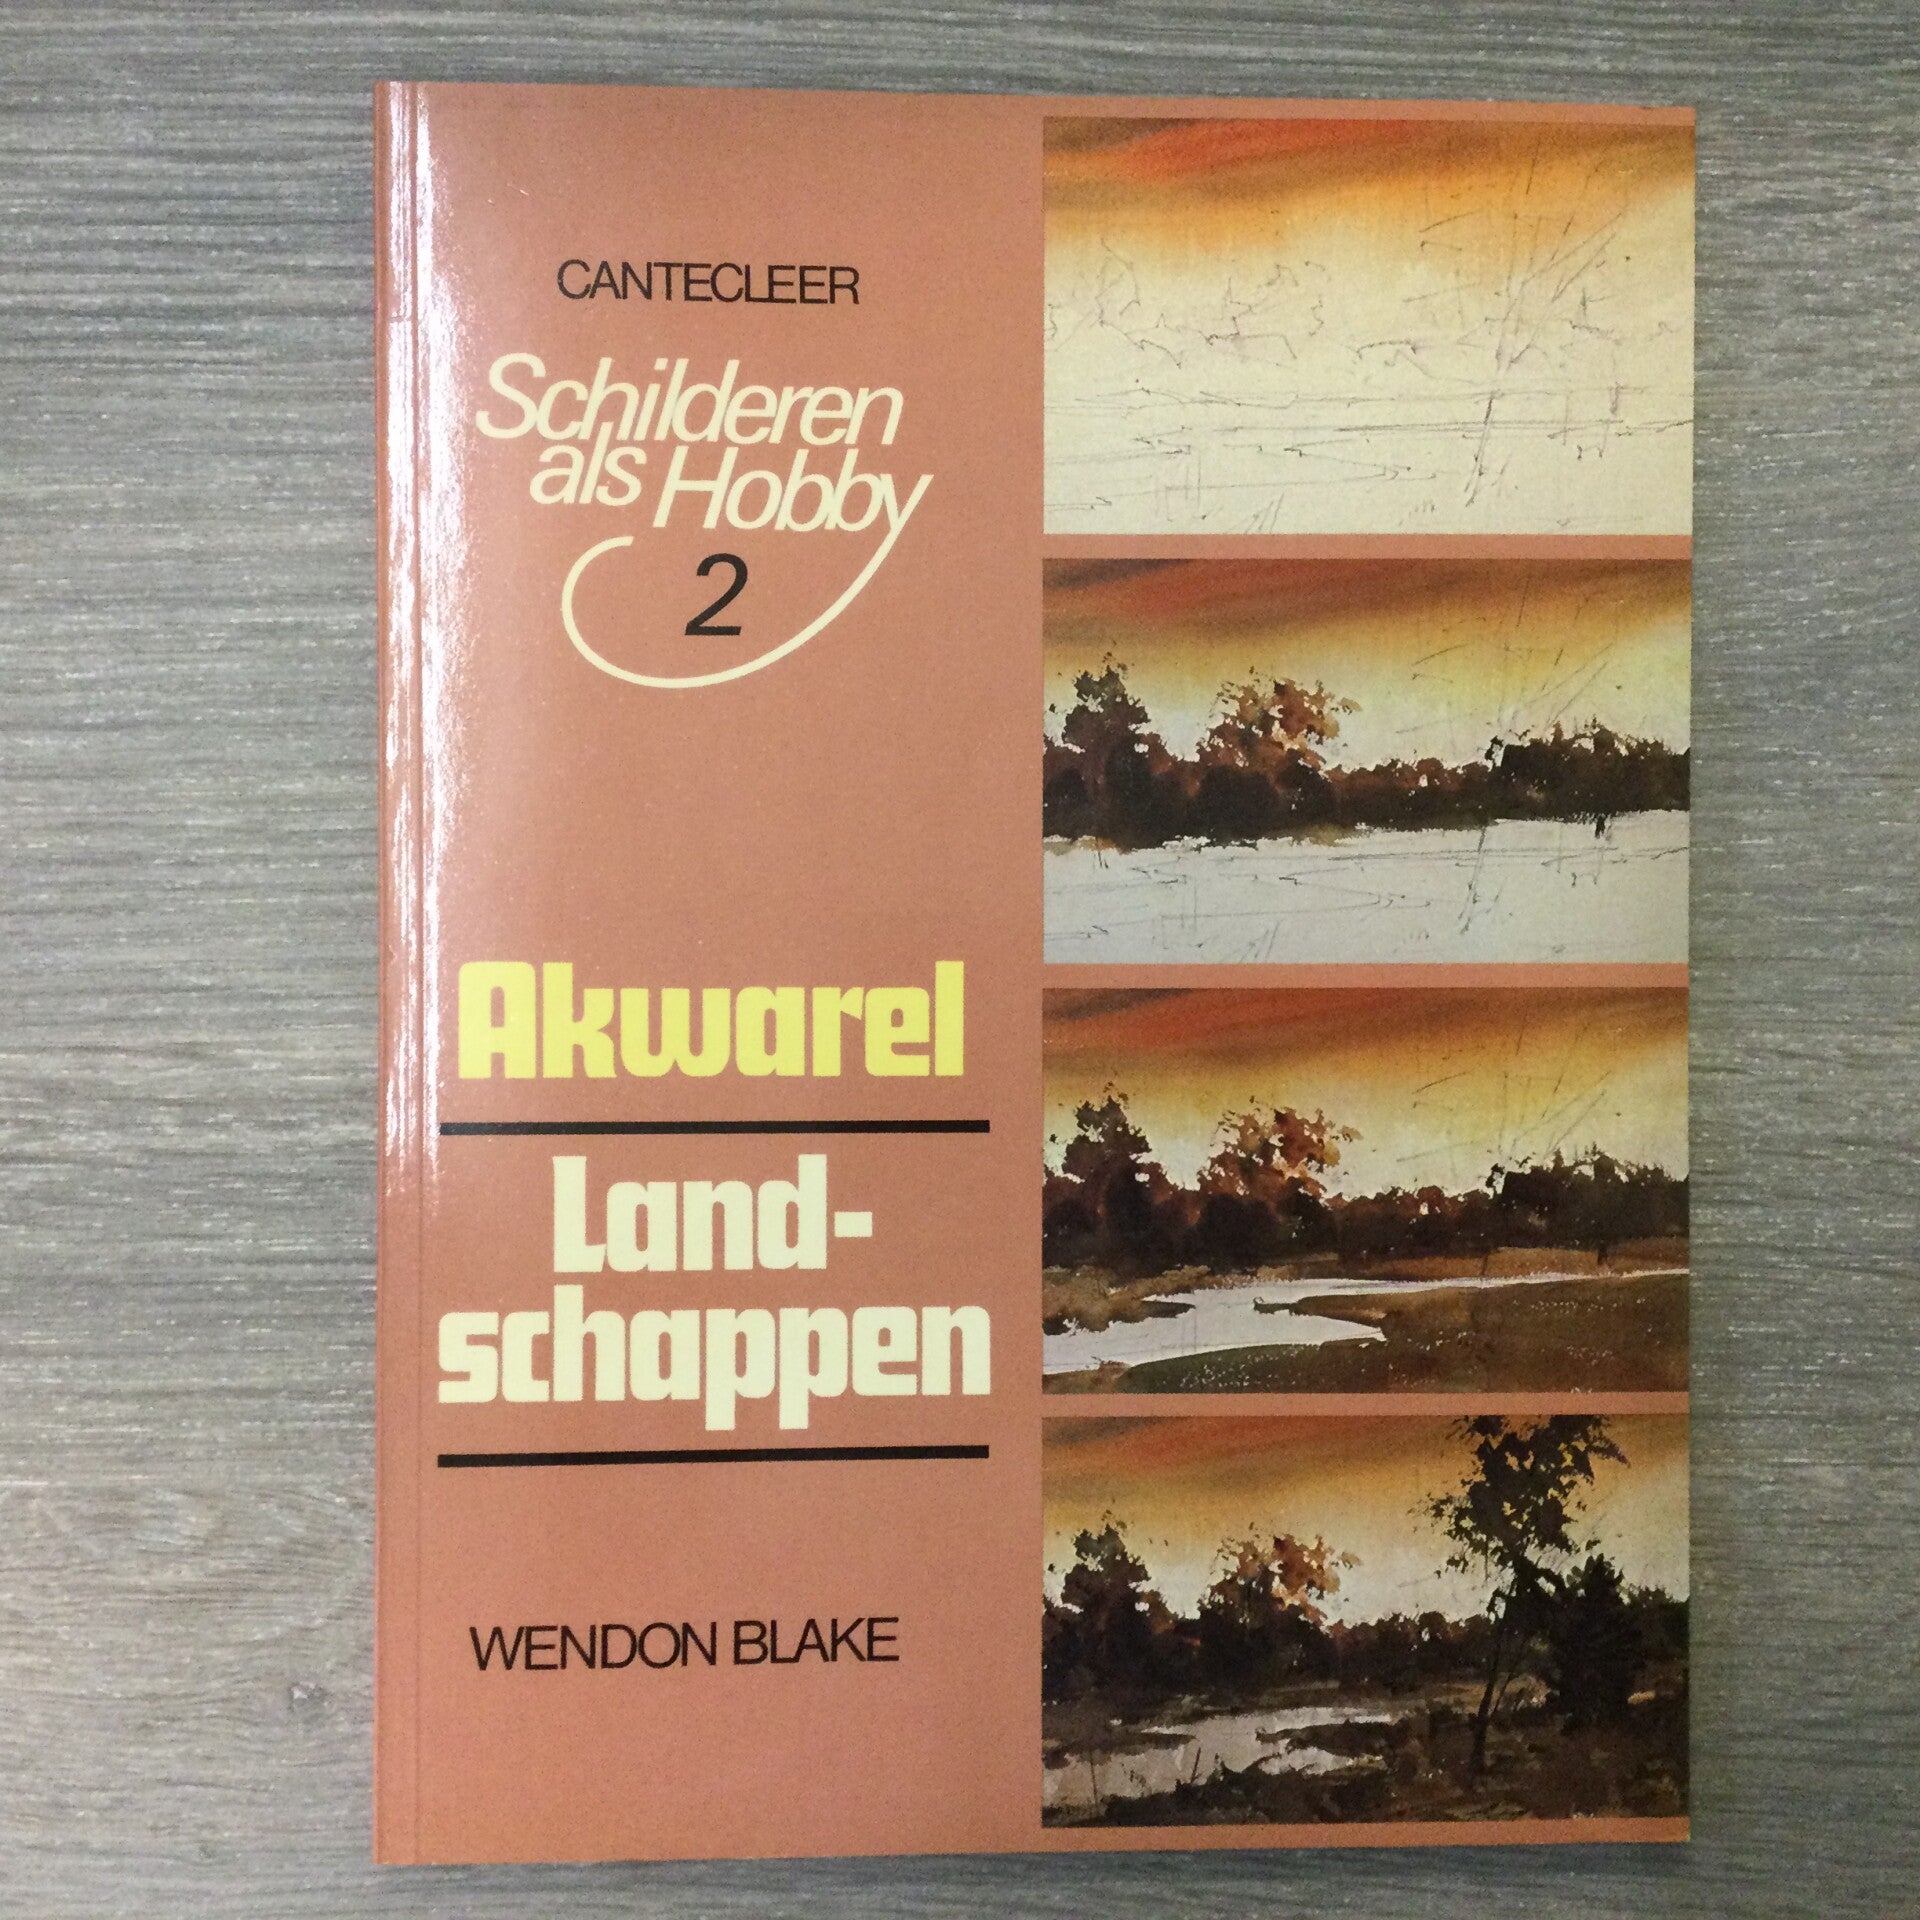 CANTECLEER
Schilderen
als Hobby
2
Akwarel
Land-
schappen
WENDON BLAKE